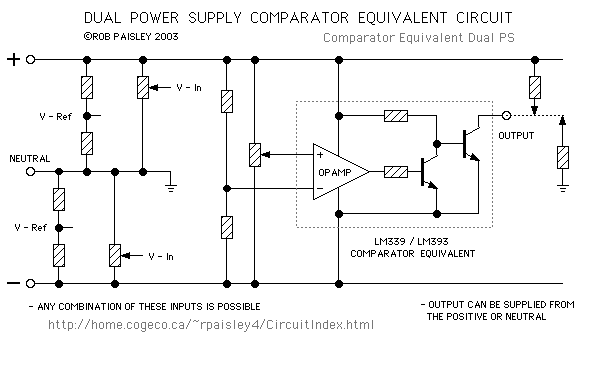 DUAL POWER SUPPLY COMPARATOR EQUIVALENT CIRCUIT
©ROB PAISLEY 2003
Comparator Equivalent Dual PS
+
V - In
V - Ref
NEUTRAL
+
OP AMP
−
OUTPUT
V - Ref
V - In
LM339 / LM393
COMPARATOR EQUIVALENT
−
- ANY COMBINATION OF THESE INPUTS IS POSSIBLE
- OUTPUT CAN BE SUPPLIED FROM
THE POSITIVE OR NEUTRAL
http://home.cogeco.ca/~rpaisley4/CircuitIndex.html